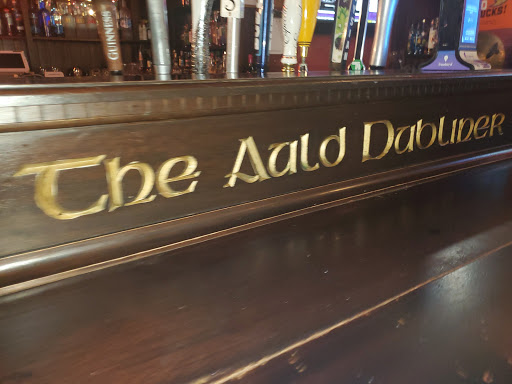 The Auld Dubliner